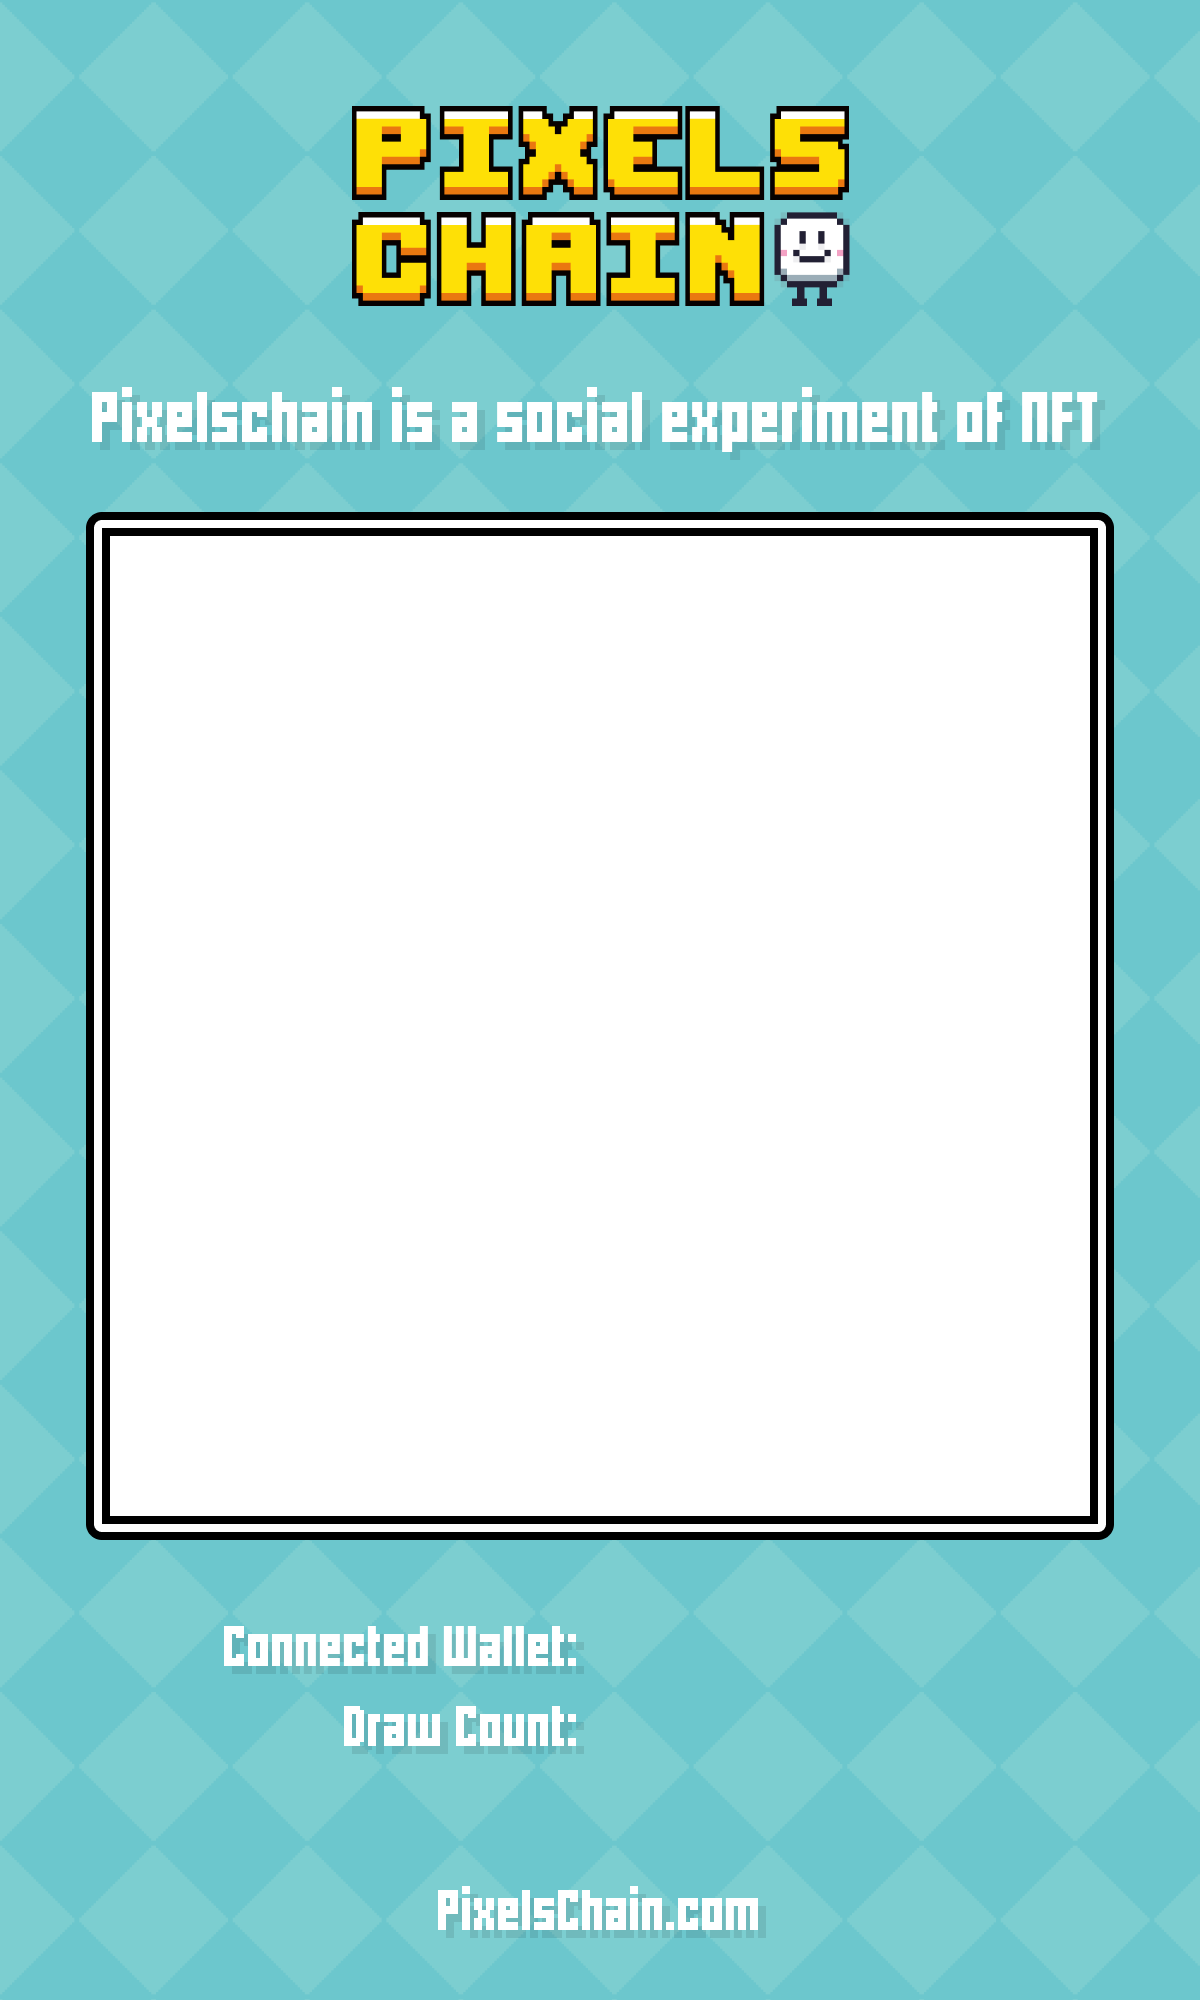 PIXELS
CHAIN
Pixelschain is a social experiment of NFT
Connected Wallet:
Draw Count:
PixelsChain.com